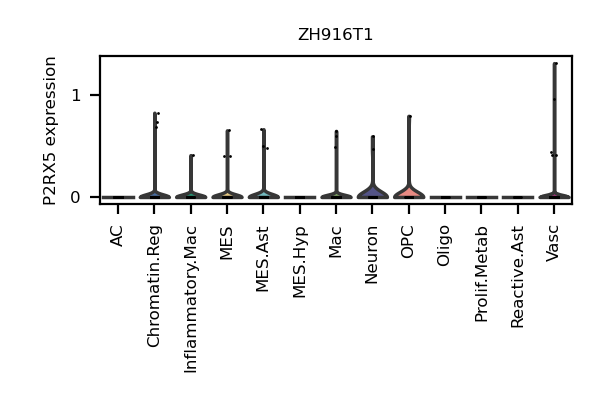 ZH916T1
P2RX5 expression
1
0
AC
Chromatin.Reg
Inflammatory.Mac
MES
MES.Ast
MES.Hyp
Mac
Neuron
OPC
Oligo
Prolif.Metab
Reactive.Ast
Vasc